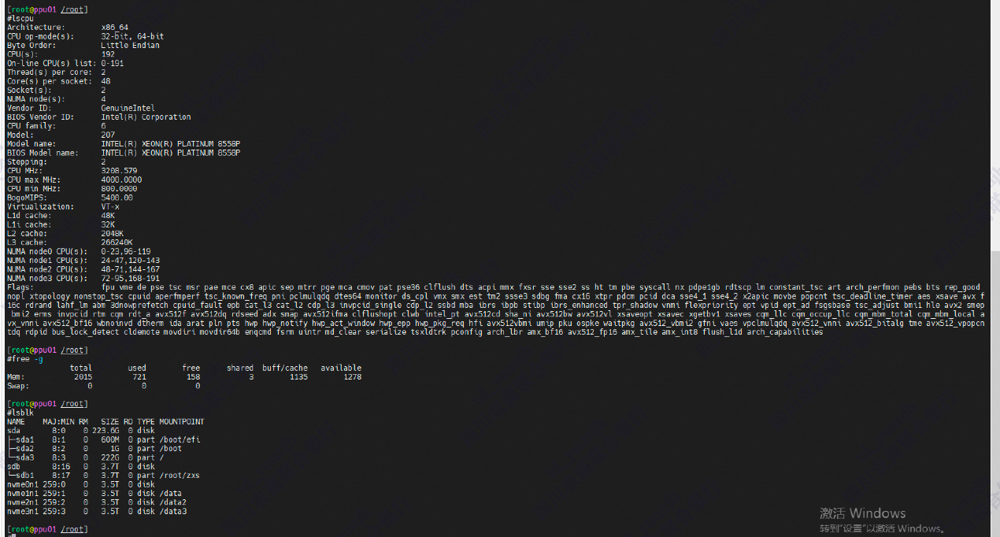 [root@ppu01 /root]
#lscpu
Architecture: x86_64
CPU op-mode(s): 32-bit, 64-bit
Byte Order: Little Endian
CPU(s): 192
On-line CPU(s) list: 0-191
Thread(s) per core: 2
Core(s) per socket: 48
Socket(s): 2
NUMA node(s): 4
Vendor ID: GenuineIntel
BIOS Vendor ID: Intel(R) Corporation
CPU family: 6
Model: 207
Model name: INTEL(R) XEON(R) PLATINUM 8558P
BIOS Model name: INTEL(R) XEON(R) PLATINUM 8558P
Stepping: 2
CPU MHz: 3208.579
CPU max MHz: 4000.0000
CPU min MHz: 800.0000
BogoMIPS: 5400.00
Virtualization: VT-x
L1d cache: 48K
L1i cache: 32K
L2 cache: 2048K
L3 cache: 266240K
NUMA node0 CPU(s): 0-23,96-119
NUMA node1 CPU(s): 24-47,120-143
NUMA node2 CPU(s): 48-71,144-167
NUMA node3 CPU(s): 72-95,168-191
Flags: fpu vme de pse tsc msr pae mce cx8 apic sep mtrr pge mca cmov pat pse36 clflush dts acpi mmx fxsr sse sse2 ss ht tm pbe syscall nx pdpe1gb rdtscp lm constant_tsc art arch_perfmon pebs bts rep_good
nopl xtopology nonstop_tsc cpuid aperfmperf tsc_known_freq pni pclmulqdq dtes64 monitor ds_cpl vmx smx est tm2 ssse3 sdbg fma cx16 xtpr pdcm pcid dca sse4_1 sse4_2 x2apic movbe popcnt tsc_deadline_timer aes xsave avx f
16c rdrand lahf_lm abm 3dnowprefetch cpuid_fault epb cat_l3 cat_l2 cdp_l3 invpcid_single cdp_l2 ssbd mba ibrs ibpb stibp ibrs_enhanced tpr_shadow vnmi flexpriority ept vpid ept_ad fsgsbase tsc_adjust bmi1 hle avx2 smep
bmi2 erms invpcid rtm cqm rdt_a avx512f avx512dq rdseed adx smap avx512ifma clflushopt clwb intel_pt avx512cd sha_ni avx512bw avx512vl xsaveopt xsavec xgetbv1 xsaves cqm_llc cqm_occup_llc cqm_mbm_total cqm_mbm_local a
vx_vnni avx512_bf16 wbnoinvd dtherm ida arat pln pts hwp hwp_notify hwp_act_window hwp_epp hwp_pkg_req hfi avx512vbmi umip pku ospke waitpkg avx512_vbmi2 gfni vaes vpclmulqdq avx512_vnni avx512_bitalg tme avx512_vpopcn
tdq rdpid bus_lock_detect cldemote movdiri movdir64b enqcmd fsrm uintr md_clear serialize tsxldtrk pconfig arch_lbr amx_bf16 avx512_fp16 amx_tile amx_int8 flush_l1d arch_capabilities
[root@ppu01 /root]
#free -g
total used free shared buff/cache available
Mem: 2015 721 158 3 1135 1278
Swap: 0 0 0
[root@ppu01 /root]
#lsblk
NAME MAJ:MIN RM SIZE RO TYPE MOUNTPOINT
sda 8:0 0 223.6G 0 disk
├─sda1 8:1 0 600M 0 part /boot/efi
├─sda2 8:2 0 1G 0 part /boot
└─sda3 8:3 0 222G 0 part /
sdb 8:16 0 3.7T 0 disk
└─sdb1 8:17 0 3.7T 0 part /root/zxs
nvme0n1 259:0 0 3.5T 0 disk
nvme1n1 259:1 0 3.5T 0 disk /data
nvme2n1 259:2 0 3.5T 0 disk /data2
nvme3n1 259:3 0 3.5T 0 disk /data3
[root@ppu01 /root]
#
激活 Windows
转到"设置"以激活 Windows。